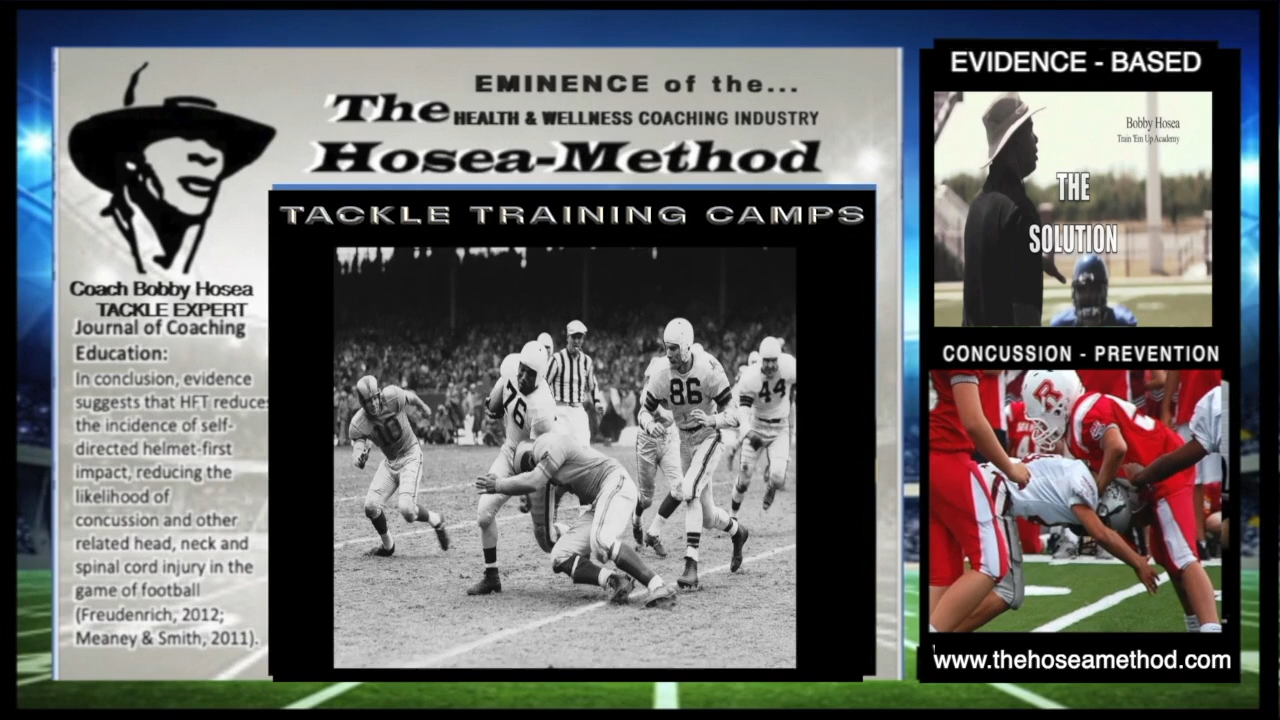 EMINENCE of the...
The HEALTH & WELLNESS COACHING INDUSTRY
Hosea-Method
TACKLE TRAINING CAMPS
Coach Bobby Hosea
TACKLE EXPERT
Journal of Coaching
Education:
In conclusion, evidence
suggests that HFT reduces
the incidence of self-
directed helmet-first
impact, reducing the
likelihood of
concussion and other
related head, neck and
spinal cord injury in the
game of football
(Freudenrich, 2012;
Meaney & Smith, 2011).
76
86
44
EVIDENCE - BASED
Bobby Hosea
Train 'Em Up Academy
THE
SOLUTION
CONCUSSION - PREVENTION
R
www.thehoseamethod.com